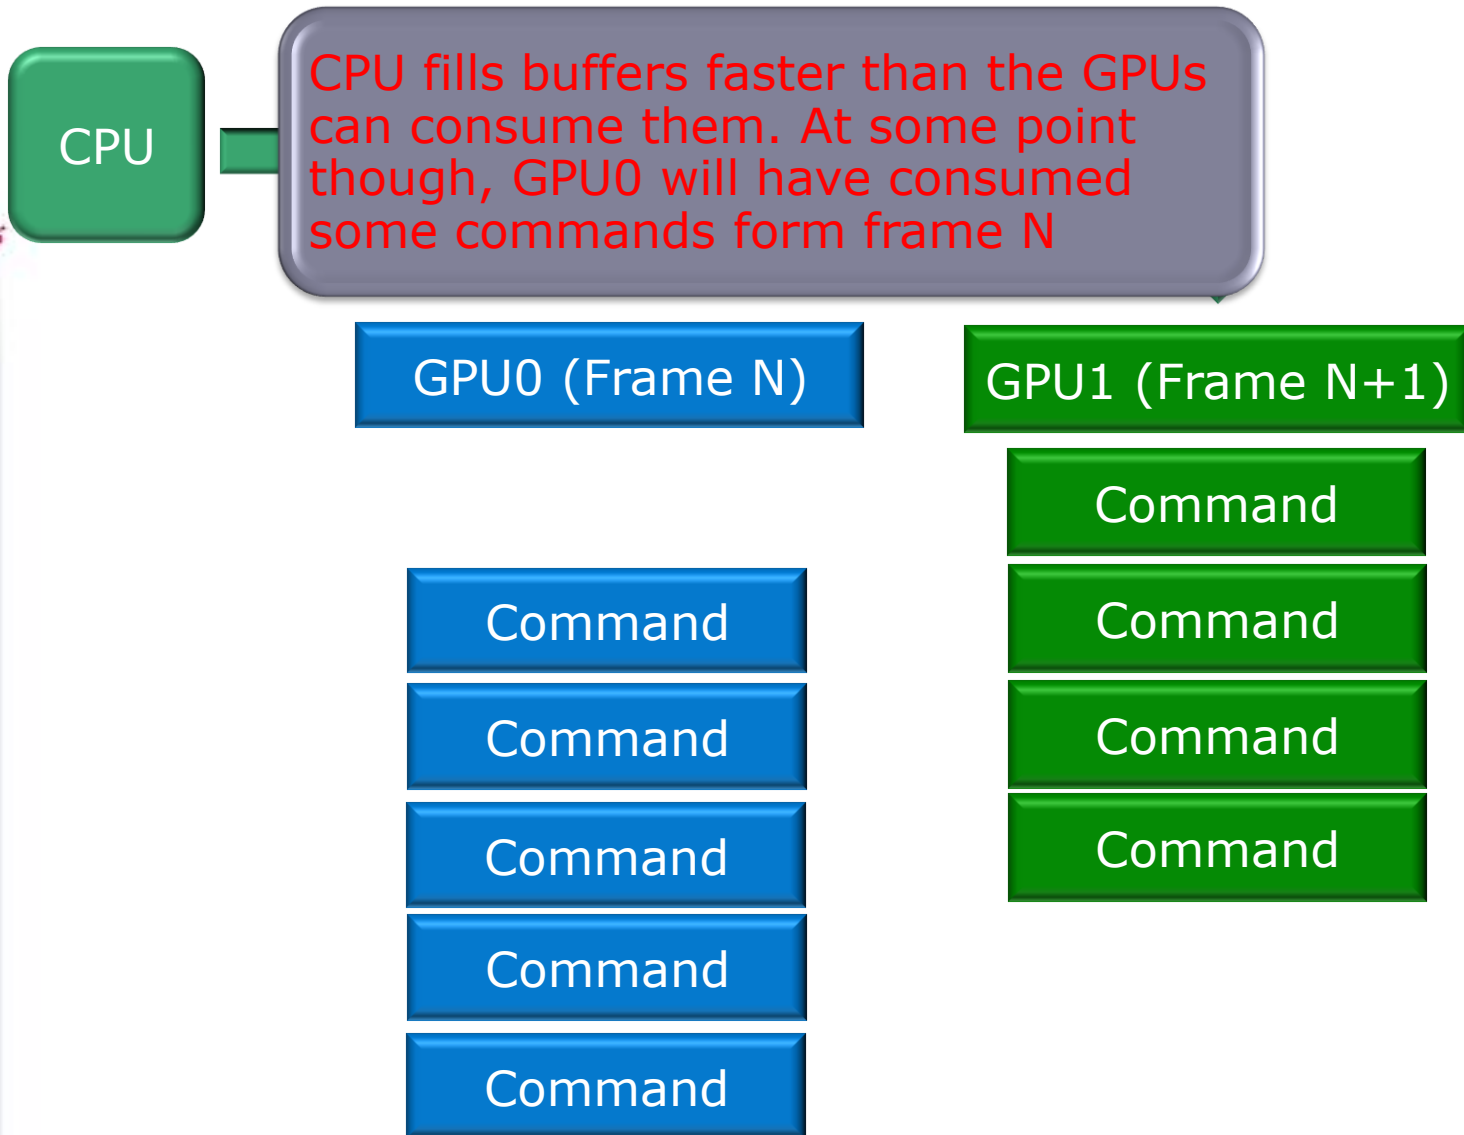 CPU
CPU fills buffers faster than the GPUs
can consume them. At some point
though, GPU0 will have consumed
some commands form frame N
GPU0 (Frame N)
GPU1 (Frame N+1)
Command
Command
Command
Command
Command
Command
Command
Command
Command